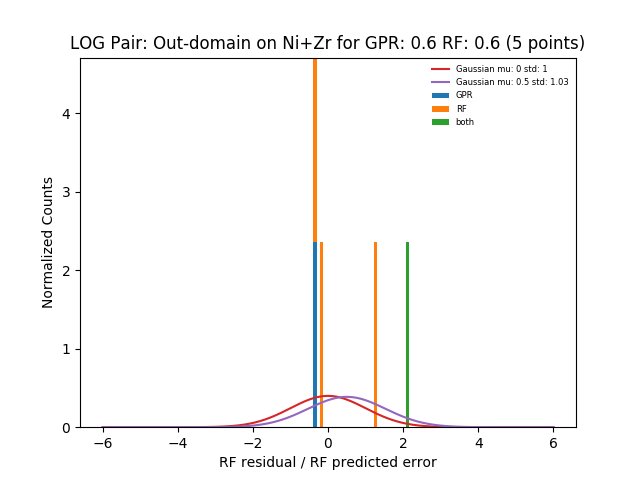 LOG Pair: Out-domain on Ni+Zr for GPR: 0.6 RF: 0.6 (5 points)
Gaussian mu: 0 std: 1
Gaussian mu: 0.5 std: 1.03
GPR
RF
both
Normalized Counts
4
3
2
1
0
−6 −4 −2 0 2 4 6
RF residual / RF predicted error